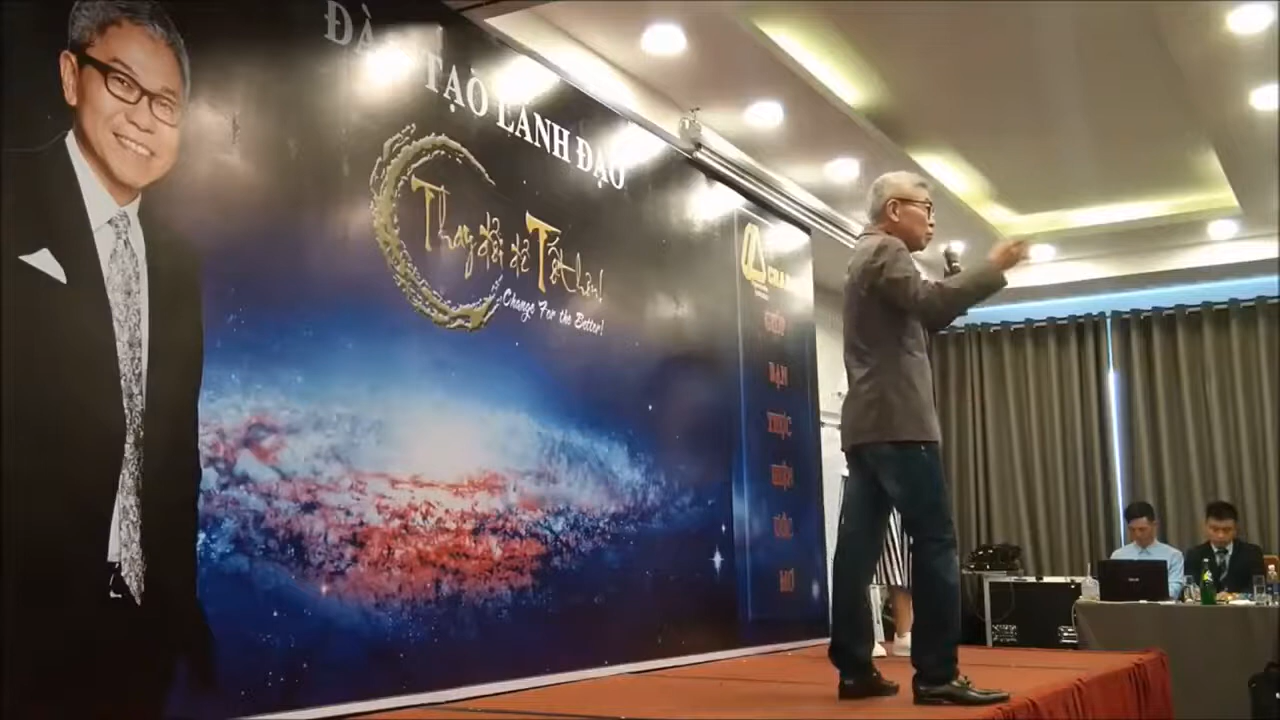 ĐÀO TẠO LÃNH ĐẠO
Thay đổi để Tốt hơn!
Change For the Better!
GIÚP
BẠN
THỰC
HIỆN
ƯỚC
MƠ